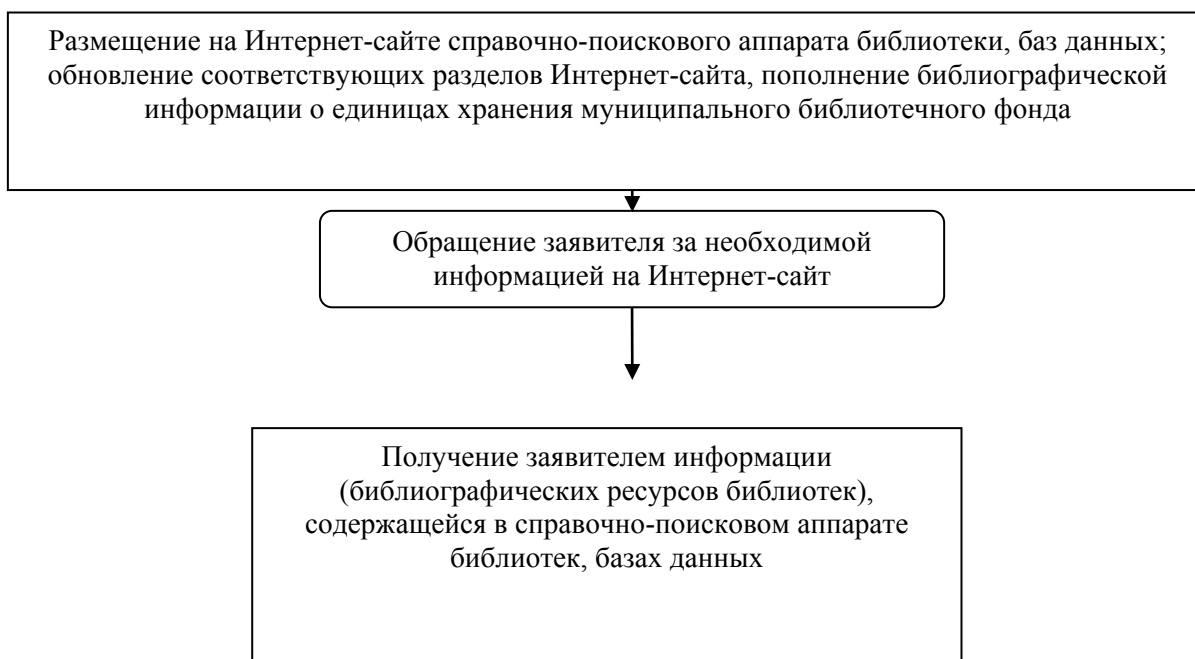 Размещение на Интернет-сайте справочно-поискового аппарата библиотеки, баз данных;
обновление соответствующих разделов Интернет-сайта, пополнение библиографической
информации о единицах хранения муниципального библиотечного фонда
Обращение заявителя за необходимой
информацией на Интернет-сайт
Получение заявителем информации
(библиографических ресурсов библиотек),
содержащейся в справочно-поисковом аппарате
библиотек, базах данных